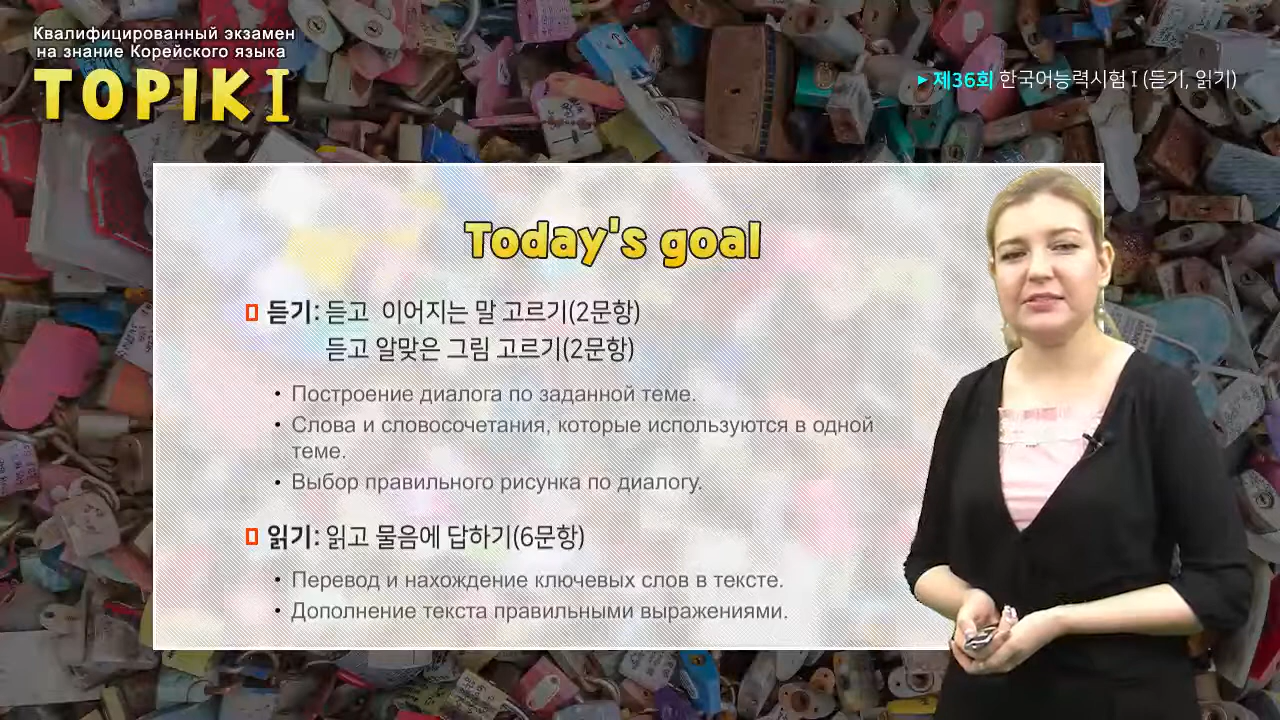 Квалифицированный экзамен
на знание Корейского языка
TOPIK I
▸ 제36회 한국어능력시험 I (듣기, 읽기)
Today's goal
듣기: 듣고 이어지는 말 고르기(2문항)
듣고 알맞은 그림 고르기(2문항)
• Построение диалога по заданной теме.
• Слова и словосочетания, которые используются в одной
теме.
• Выбор правильного рисунка по диалогу.
읽기: 읽고 물음에 답하기(6문항)
• Перевод и нахождение ключевых слов в тексте.
• Дополнение текста правильными выражениями.